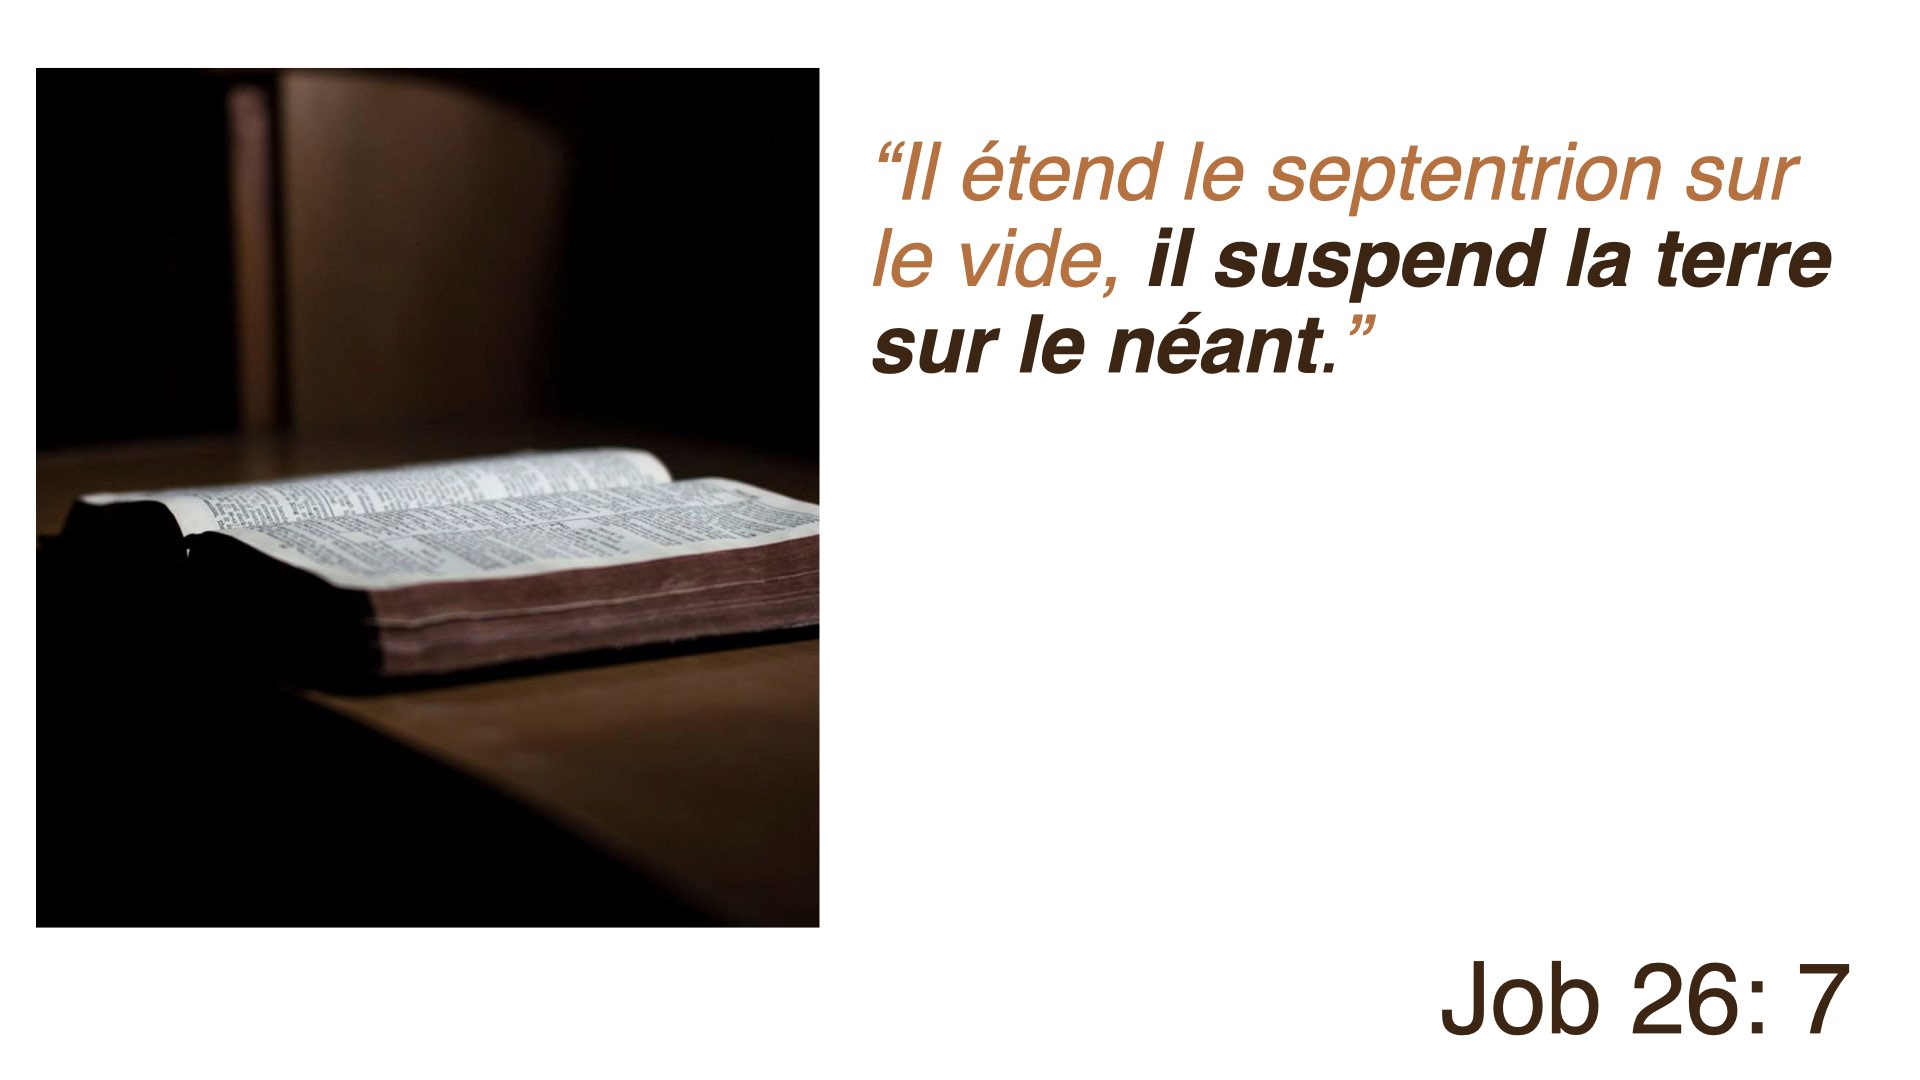 “Il étend le septentrion sur
le vide, il suspend la terre
sur le néant.”
Job 26: 7